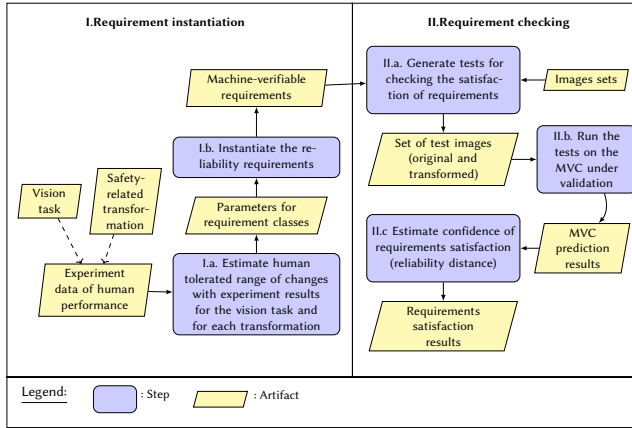 I.Requirement instantiation
Machine-verifiable
requirements
I.b. Instantiate the re-
liability requirements
Vision
task
Safety-
related
transfor-
mation
Parameters for
requirement classes
Experiment
data of human
performance
I.a. Estimate human
tolerated range of changes
with experiment results
for the vision task and
for each transformation
II.Requirement checking
II.a. Generate tests for
checking the satisfac-
tion of requirements
Images sets
Set of test images
(original and
transformed)
II.b. Run the
tests on the
MVC under
validation
II.c Estimate confidence of
requirements satisfaction
(reliability distance)
MVC
prediction
results
Requirements
satisfaction
results
Legend:
: Step
: Artifact